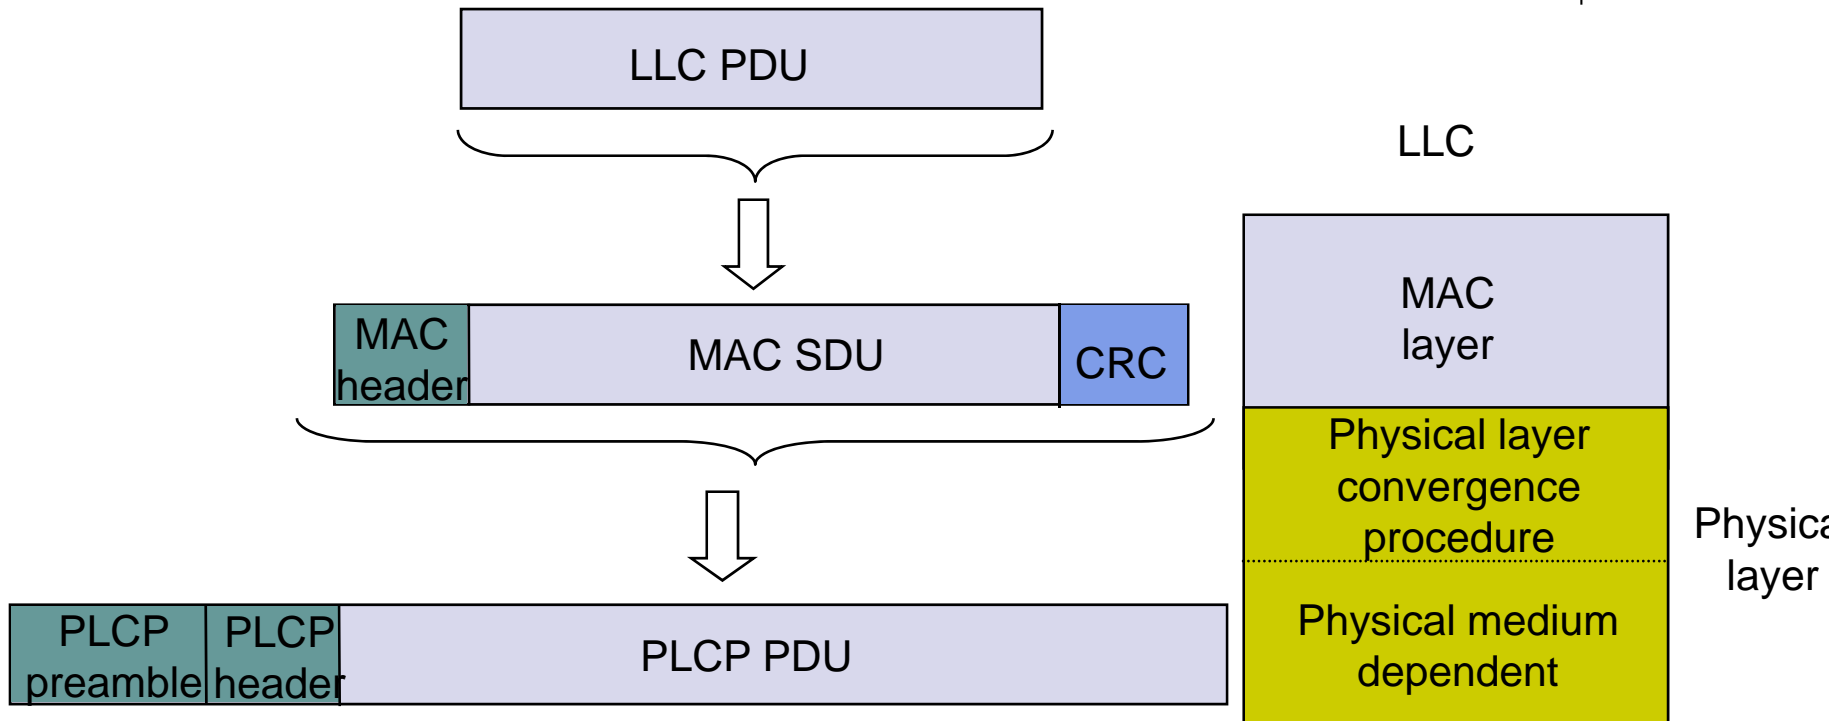 LLC PDU
LLC
MAC
header
MAC SDU
CRC
MAC
layer
Physical layer
convergence
procedure
layer
PLCP
preamble
PLCP
header
PLCP PDU
Physical medium
dependent